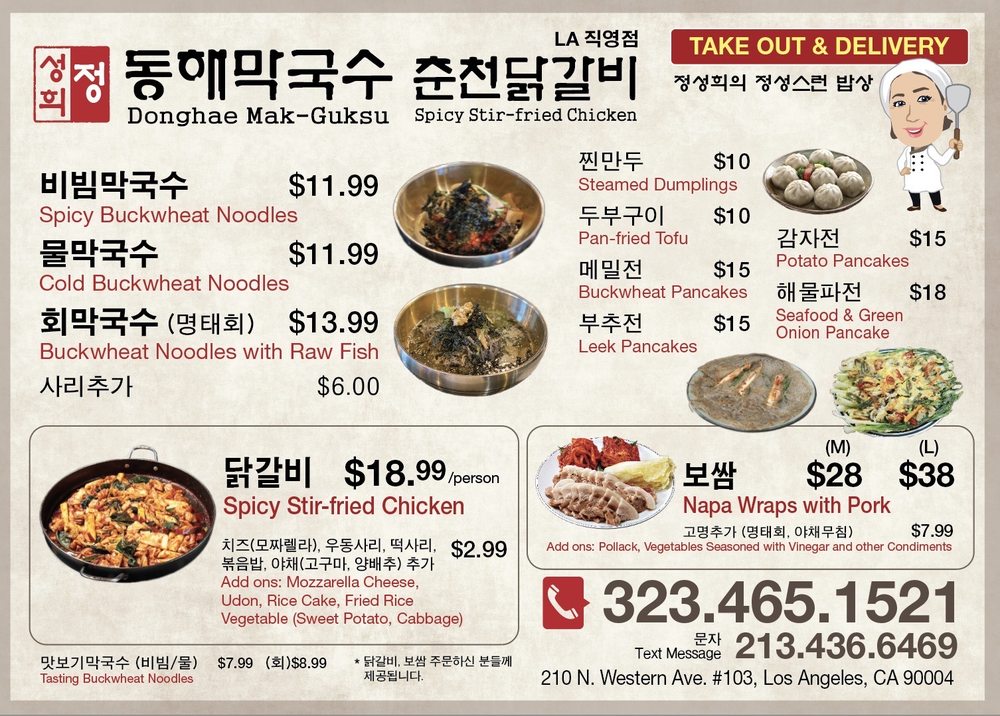 성희
정
동해막국수
Donghae Mak-Guksu
LA 직영점
춘천닭갈비
Spicy Stir-fried Chicken
TAKE OUT & DELIVERY
정성희의 정성스런 밥상
비빔막국수 $11.99
Spicy Buckwheat Noodles
물막국수 $11.99
Cold Buckwheat Noodles
회막국수 (명태회) $13.99
Buckwheat Noodles with Raw Fish
사리추가 $6.00
찐만두 $10
Steamed Dumplings
두부구이 $10
Pan-fried Tofu
메밀전 $15
Buckwheat Pancakes
부추전 $15
Leek Pancakes
감자전 $15
Potato Pancakes
해물파전 $18
Seafood & Green
Onion Pancake
닭갈비 $18.99/person
Spicy Stir-fried Chicken
치즈(모짜렐라), 우동사리, 떡사리, $2.99
볶음밥, 야채(고구마, 양배추) 추가
Add ons: Mozzarella Cheese,
Udon, Rice Cake, Fried Rice
Vegetable (Sweet Potato, Cabbage)
(M) (L)
보쌈 $28 $38
Napa Wraps with Pork
고명추가 (명태회, 야채무침) $7.99
Add ons: Pollack, Vegetables Seasoned with Vinegar and other Condiments
맛보기막국수 (비빔/물) $7.99 (회)$8.99
Tasting Buckwheat Noodles
* 닭갈비, 보쌈 주문하신 분들께
제공됩니다.
323.465.1521
문자
Text Message 213.436.6469
210 N. Western Ave. #103, Los Angeles, CA 90004